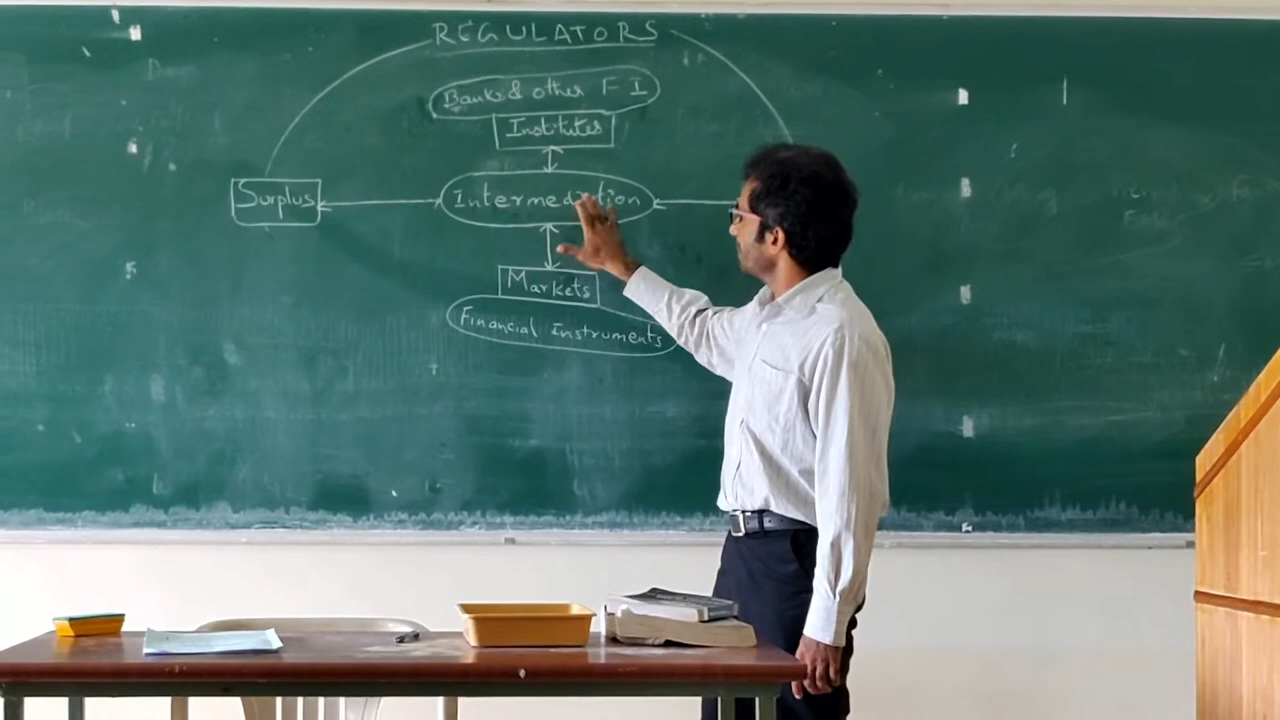 REGULATORS
Banks & other F I
Institutes
Surplus
Intermediation
Markets
Financial Instruments